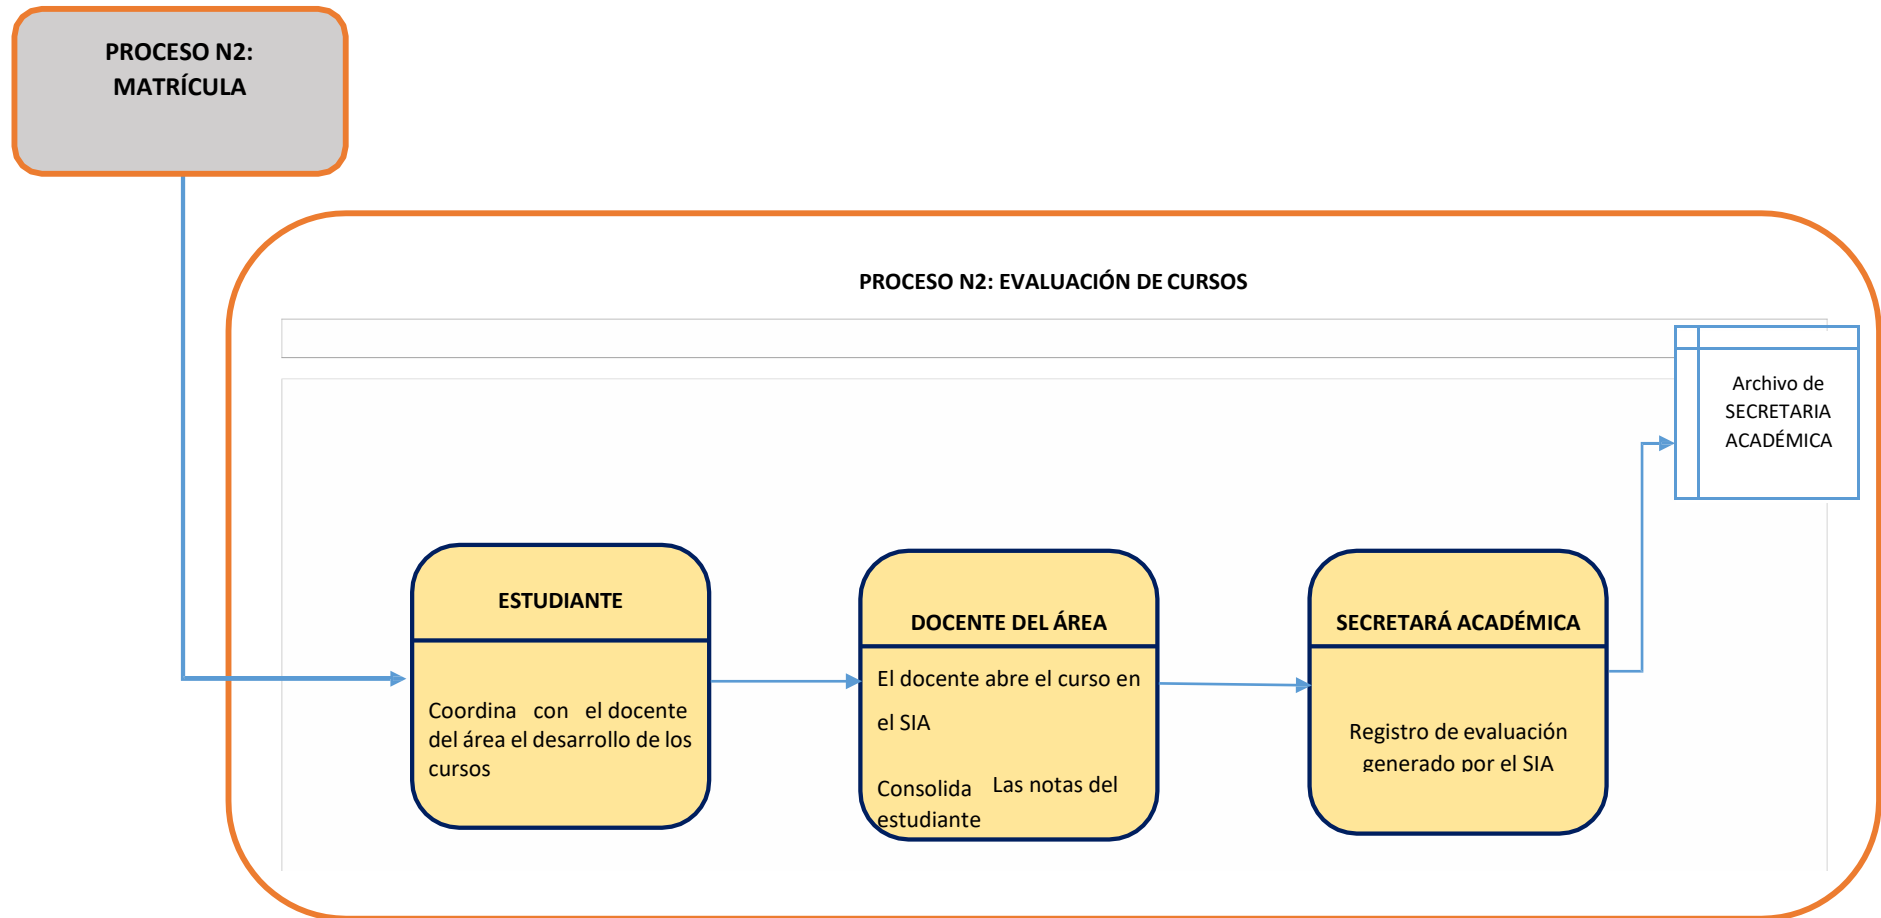 PROCESO N2:
MATRÍCULA
PROCESO N2: EVALUACIÓN DE CURSOS
Archivo de
SECRETARIA
ACADÉMICA
ESTUDIANTE
Coordina con el docente
del área el desarrollo de los
cursos
DOCENTE DEL ÁREA
El docente abre el curso en
el SIA
Consolida Las notas del
estudiante
SECRETARÁ ACADÉMICA
Registro de evaluación
generado por el SIA